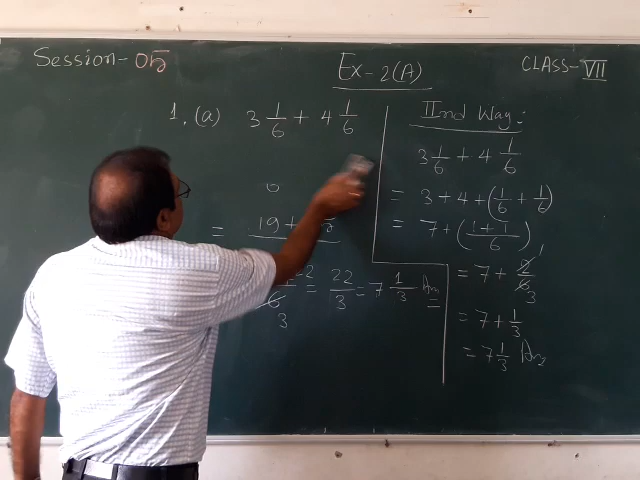 Session-05
Ex-2(A)
CLASS-VII
1.(a) 3 1/6 + 4 1/6
= 19+
= 22/3 = 7 1/3 Ans
IInd Way:
3 1/6 + 4 1/6
= 3+4+(1/6 + 1/6)
= 7+(1+1/6)
= 7+ 2/6 1 3
= 7+ 1/3
= 7 1/3 Ans